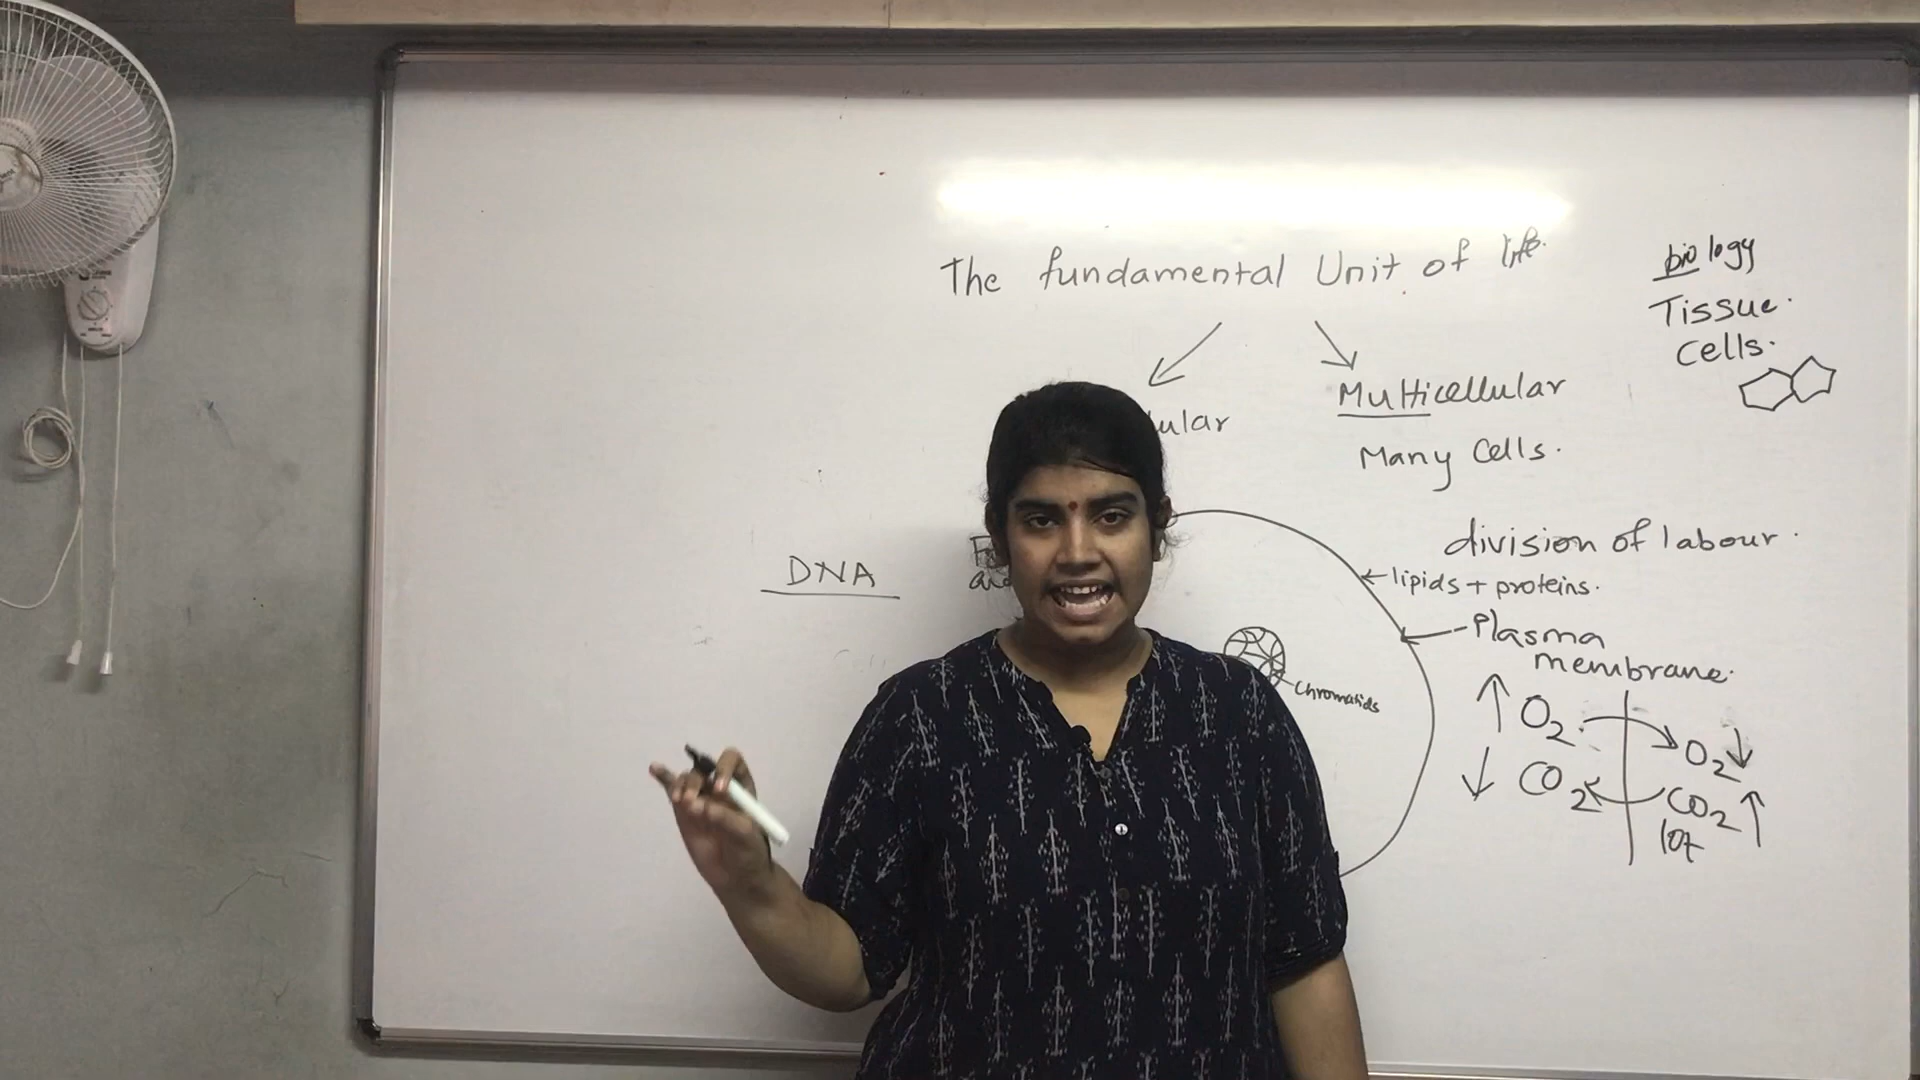 The fundamental Unit of life.
biology
Tissue.
Cells.
ular
Multicellular
Many Cells.
division of labour.
DNA
lipids + proteins.
Plasma
membrane.
Chromatids
O2
O2
CO2
CO2